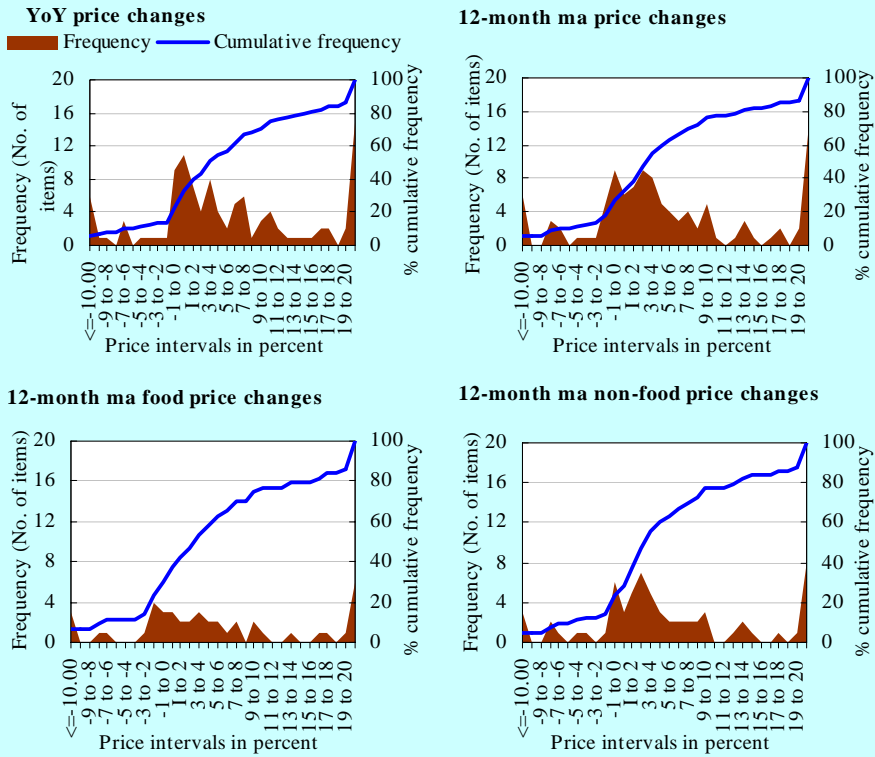 YoY price changes
Frequency
Cumulative frequency
Frequency (No. of
items)
20
16
12
8
4
0
100
80
60
40
20
0
% cumulative frequency
<=-10.00
-9 to -8
-7 to -6
-5 to -4
-3 to -2
-1 to 0
I to 2
3 to 4
5 to 6
7 to 8
9 to 10
11 to 12
13 to 14
15 to 16
17 to 18
19 to 20
Price intervals in percent
12-month ma price changes
Frequency (No. of items)
20
16
12
8
4
0
100
80
60
40
20
0
% cumulative frequency
<=-10.00
-9 to -8
-7 to -6
-5 to -4
-3 to -2
-1 to 0
I to 2
3 to 4
5 to 6
7 to 8
9 to 10
11 to 12
13 to 14
15 to 16
17 to 18
19 to 20
Price intervals in percent
12-month ma food price changes
Frequency (No. of items)
20
16
12
8
4
0
100
80
60
40
20
0
% cumulative frequency
<=-10.00
-9 to -8
-7 to -6
-5 to -4
-3 to -2
-1 to 0
I to 2
3 to 4
5 to 6
7 to 8
9 to 10
11 to 12
13 to 14
15 to 16
17 to 18
19 to 20
Price intervals in percent
12-month ma non-food price changes
Frequency (No. of items)
20
16
12
8
4
0
100
80
60
40
20
0
% cumulative frequency
<=-10.00
-9 to -8
-7 to -6
-5 to -4
-3 to -2
-1 to 0
I to 2
3 to 4
5 to 6
7 to 8
9 to 10
11 to 12
13 to 14
15 to 16
17 to 18
19 to 20
Price intervals in percent